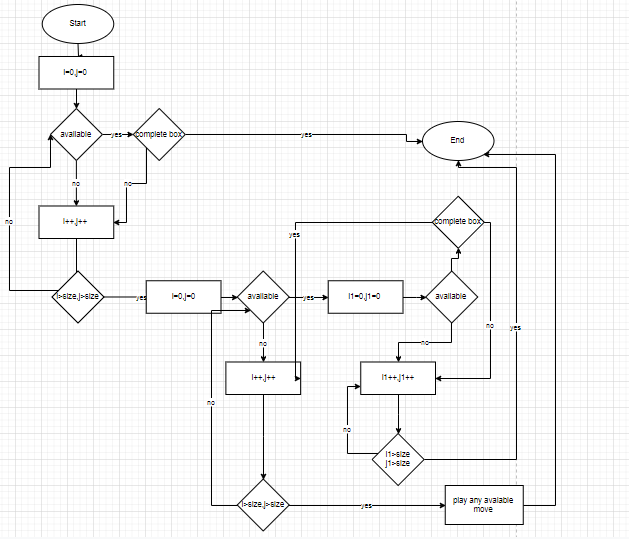 Start
I=0,j=0
available
yes
complete box
yes
End
no
no
no
I++,j++
complete box
yes
i>size,j>size
yes
I=0,j=0
available
yes
I1=0,j1=0
available
no
yes
no
no
I++,j++
I1++,j1++
no
no
I1>size
j1>size
i>size,j>size
yes
play any available
move